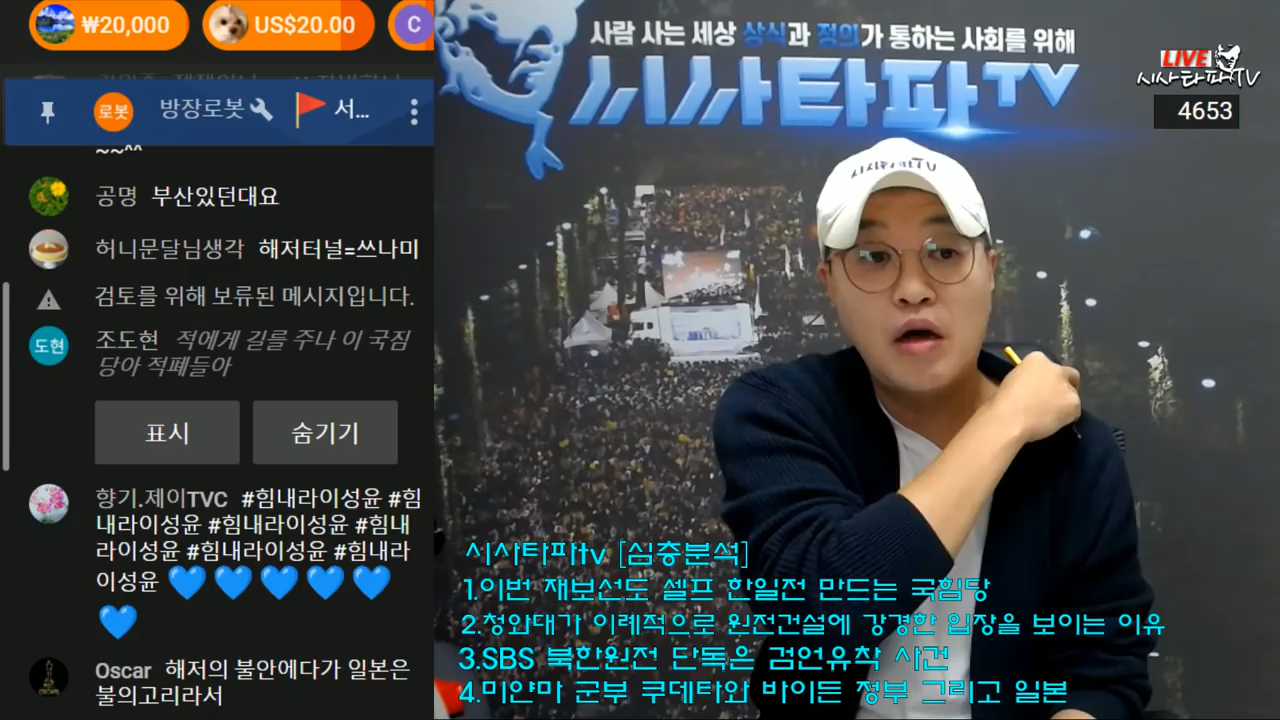 ₩20,000
US$20.00
C
로봇 방장로봇 서...
~~^^
공명 부산있던대요
허니문달님생각 해저터널=쓰나미
검토를 위해 보류된 메시지입니다.
도현 조도현 적에게 길를 주나 이 국짐
당아 적폐들아
표시 숨기기
향기.제이TVC #힘내라이성윤 #힘
내라이성윤 #힘내라이성윤 #힘내
라이성윤 #힘내라이성윤 #힘내라
이성윤 💙💙💙💙💙
💙
Oscar 해저의 불안에다가 일본은
불의고리라서
사람 사는 세상 상식과 정의가 통하는 사회를 위해
시사타파TV
LIVE
시사타파TV
4653
시사타파TV
시사타파tv [심층분석]
1.이번 재보선도 셀프 한일전 만드는 국힘당
2.청와대가 이례적으로 원전건설에 강경한 입장을 보이는 이유
3.SBS 북한원전 단독은 검언유착 사건
4.미얀마 군부 쿠데타와 바이든 정부 그리고 일본